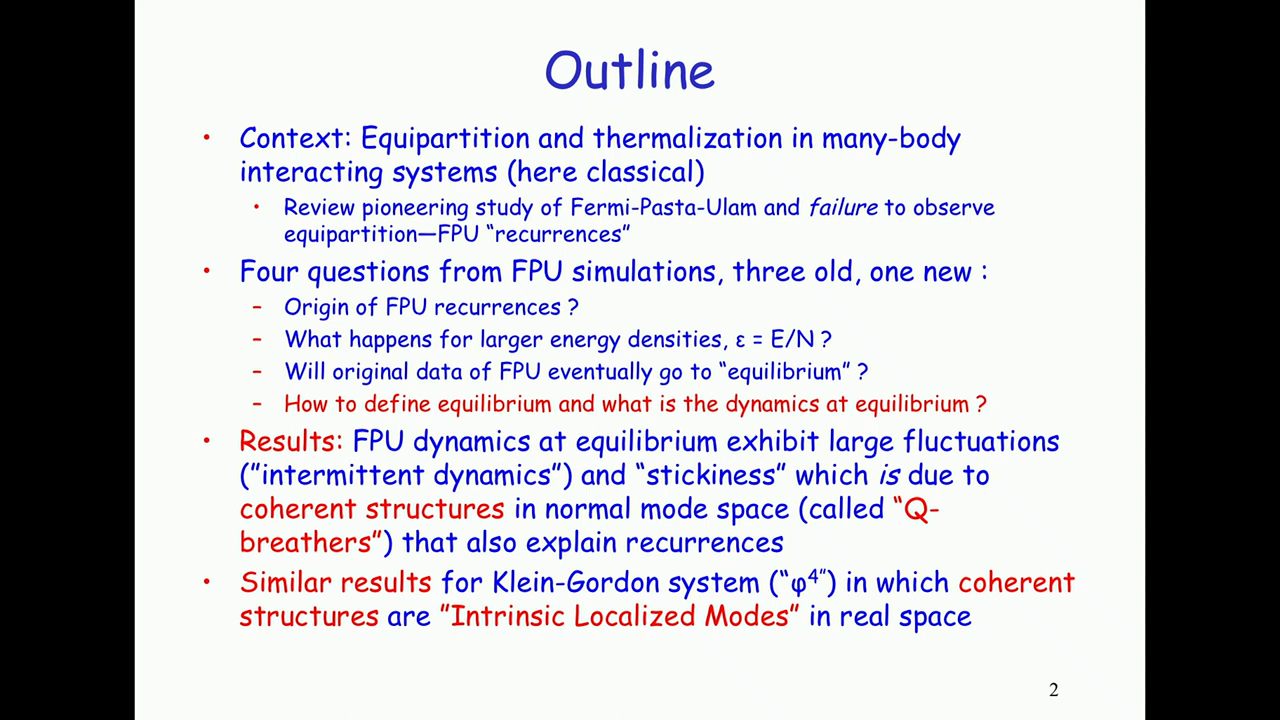 Outline
• Context: Equipartition and thermalization in many-body
interacting systems (here classical)
• Review pioneering study of Fermi-Pasta-Ulam and failure to observe
equipartition—FPU “recurrences”
• Four questions from FPU simulations, three old, one new :
– Origin of FPU recurrences ?
– What happens for larger energy densities, ε = E/N ?
– Will original data of FPU eventually go to “equilibrium” ?
– How to define equilibrium and what is the dynamics at equilibrium ?
• Results: FPU dynamics at equilibrium exhibit large fluctuations
(”intermittent dynamics”) and “stickiness” which is due to
coherent structures in normal mode space (called “Q-
breathers”) that also explain recurrences
• Similar results for Klein-Gordon system (“φ⁴”) in which coherent
structures are ”Intrinsic Localized Modes” in real space
2